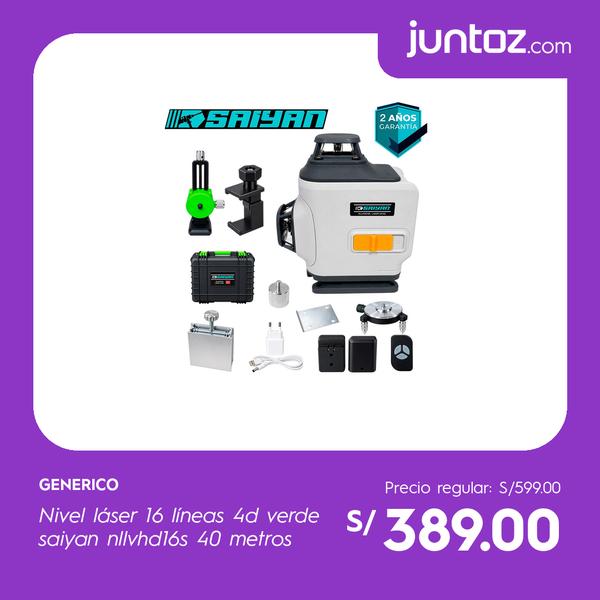 juntoz.com
SAIYAN
2 AÑOS
GARANTÍA
SAIYAN
SAIYAN
GENERICO
Nivel láser 16 líneas 4d verde
saiyan nllvhd16s 40 metros
Precio regular: S/599.00
S/ 389.00